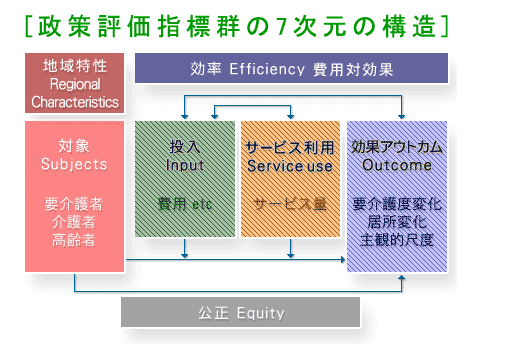 [政策評価指標群の7次元の構造]
地域特性
Regional
Characteristics
効率 Efficiency 費用対効果
対象
Subjects
要介護者
介護者
高齢者
投入
Input
費用 etc
サービス利用
Service use
サービス量
効果アウトカム
Outcome
要介護度変化
居所変化
主観的尺度
公正 Equity